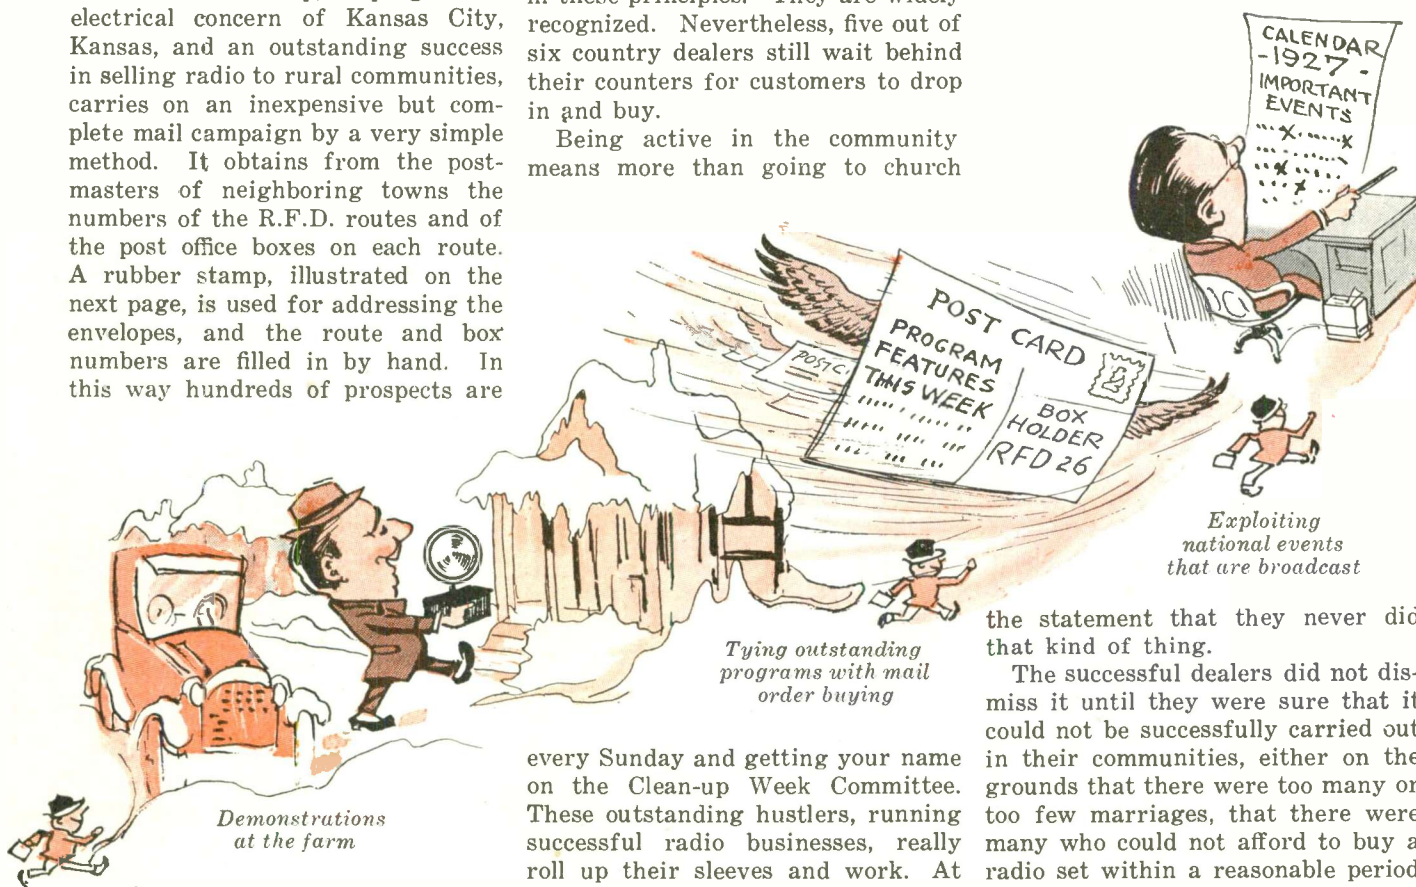 electrical concern of Kansas City,
Kansas, and an outstanding success
in selling radio to rural communities,
carries on an inexpensive but com-
plete mail campaign by a very simple
method. It obtains from the post-
masters of neighboring towns the
numbers of the R.F.D. routes and of
the post office boxes on each route.
A rubber stamp, illustrated on the
next page, is used for addressing the
envelopes, and the route and box
numbers are filled in by hand. In
this way hundreds of prospects are
in these principles. They are widely
recognized. Nevertheless, five out of
six country dealers still wait behind
their counters for customers to drop
in and buy.
Being active in the community
means more than going to church
CALENDAR
-1927-
IMPORTANT
EVENTS
POST CARD
PROGRAM
FEATURES
THIS WEEK
2
BOX
HOLDER
RFD 26
POST C
Exploiting
national events
that are broadcast
Tying outstanding
programs with mail
order buying
Demonstrations
at the farm
every Sunday and getting your name
on the Clean-up Week Committee.
These outstanding hustlers, running
successful radio businesses, really
roll up their sleeves and work. At
the statement that they never did
that kind of thing.
The successful dealers did not dis-
miss it until they were sure that it
could not be successfully carried out
in their communities, either on the
grounds that there were too many or
too few marriages, that there were
many who could not afford to buy a
radio set within a reasonable period